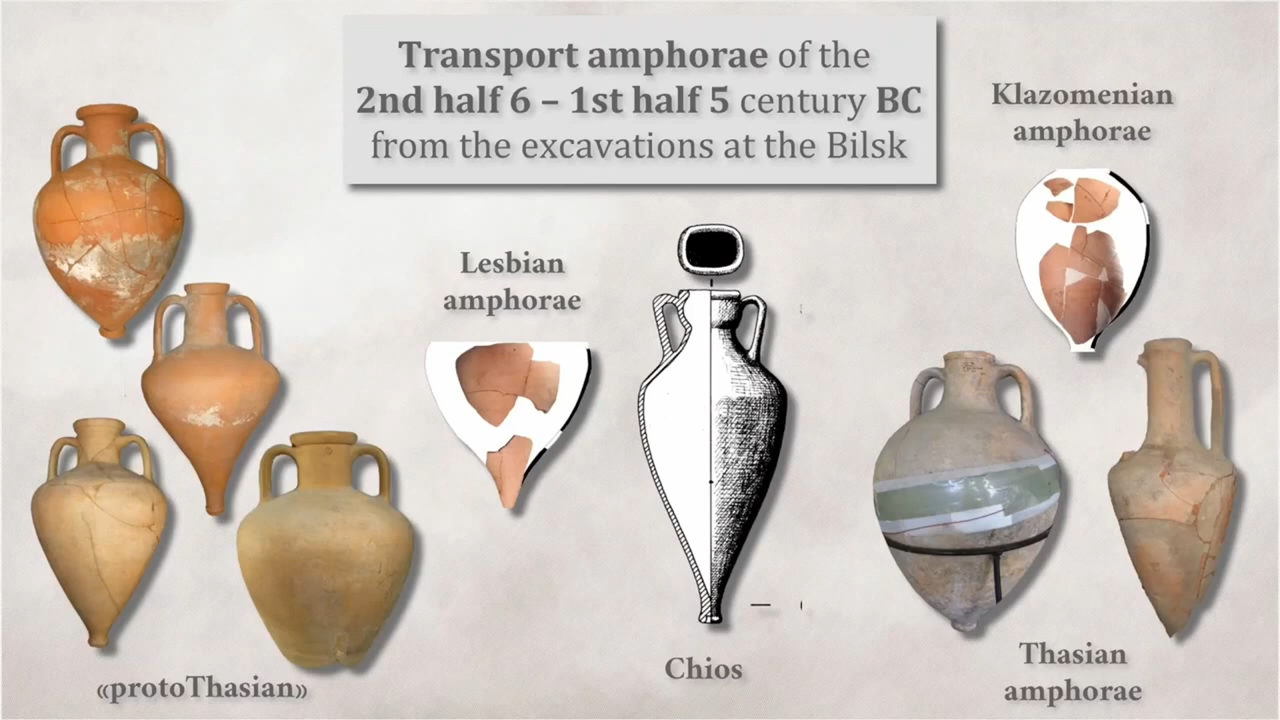 Transport amphorae of the
2nd half 6 – 1st half 5 century BC
from the excavations at the Bilsk
Klazomenian
amphorae
Lesbian
amphorae
«protoThasian»
Chios
Thasian
amphorae